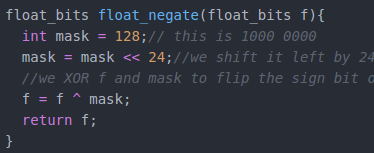 float_bits float_negate(float_bits f){
int mask = 128;// this is 1000 0000
mask = mask << 24;//we shift it left by 24
//we XOR f and mask to flip the sign bit o
f = f ^ mask;
return f;
}